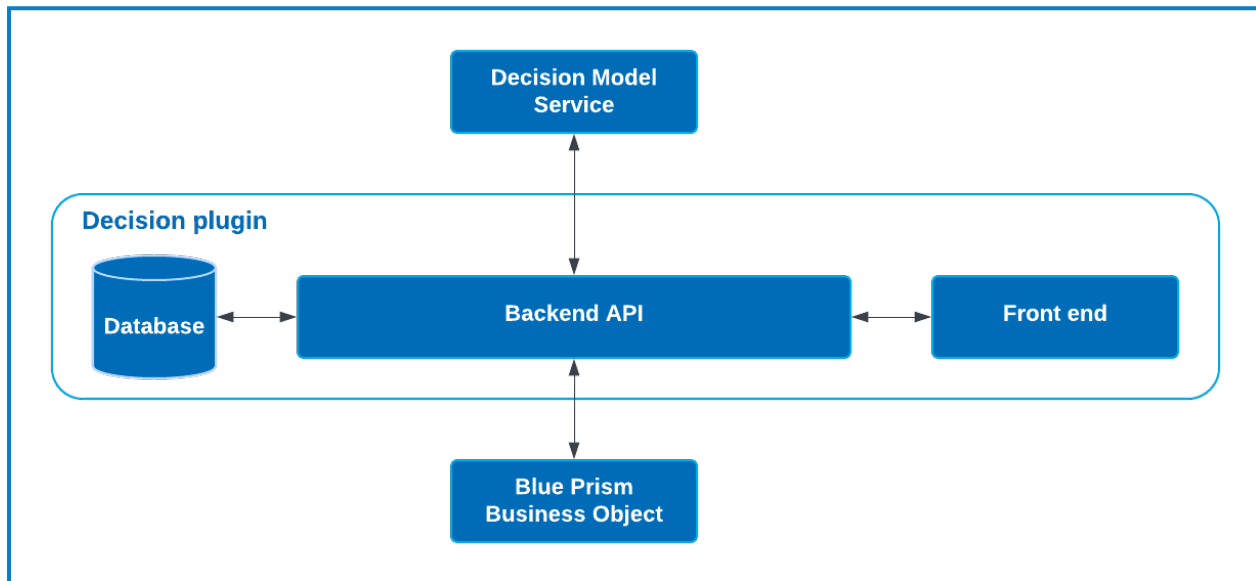 Decision Model
Service
Decision plugin
Database
Backend API
Front end
Blue Prism
Business Object